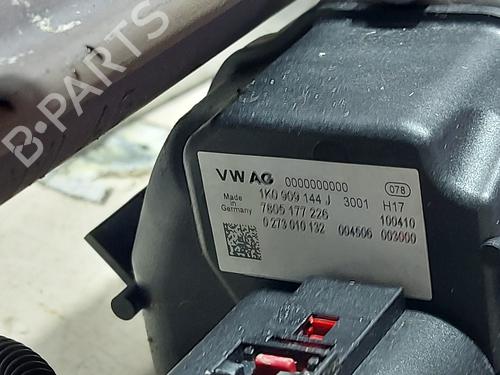 B·PARTS
VW AG 0000000000 078
Made in Germany
1K0 909 144 J 3001 H17
7805 177 226 100410
0 273 010 132 004506 003000